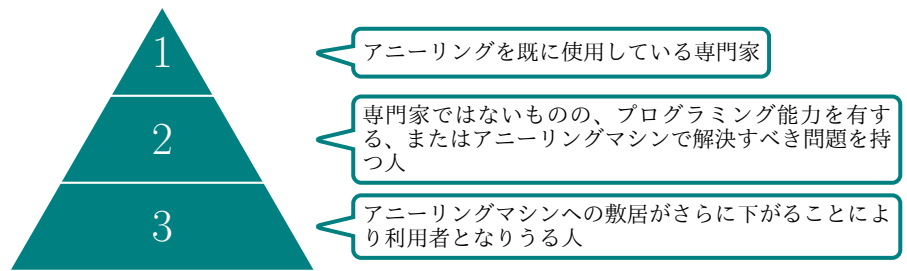 1
アニーリングを既に使用している専門家
2
専門家ではないものの、プログラミング能力を有す
る、またはアニーリングマシンで解決すべき問題を持
つ人
3
アニーリングマシンへの敷居がさらに下がることによ
り利用者となりうる人